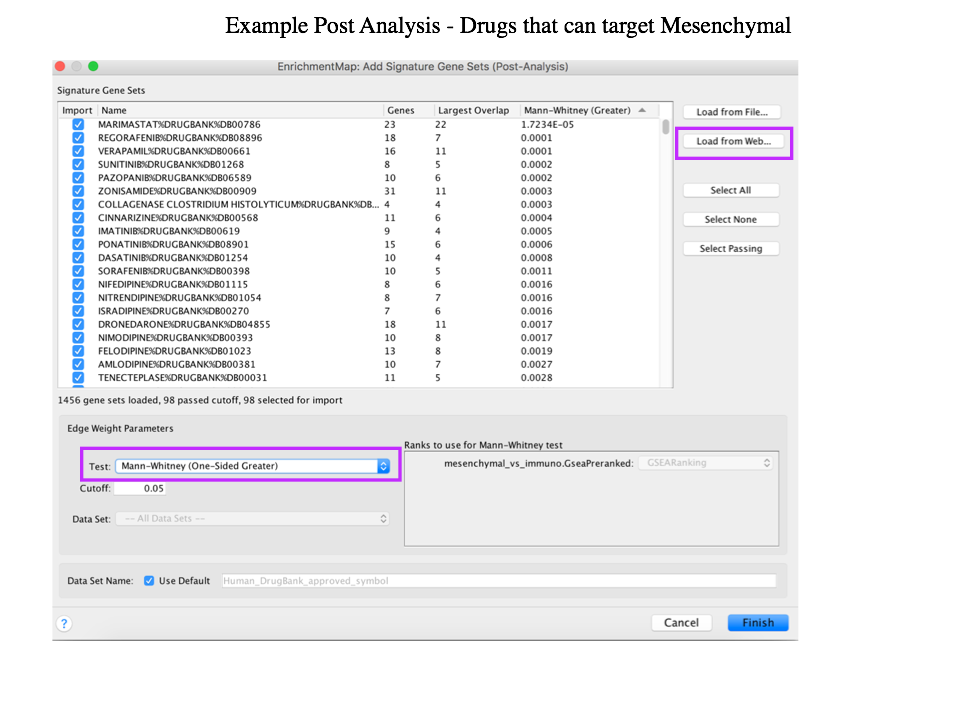 Example Post Analysis - Drugs that can target Mesenchymal
EnrichmentMap: Add Signature Gene Sets (Post-Analysis)
Signature Gene Sets
Import Name Genes Largest Overlap Mann-Whitney (Greater)
MARIMASTAT%DRUGBANK%DB00786 23 22 1.7234E-05
REGORAFENIB%DRUGBANK%DB08896 18 7 0.0001
VERAPAMIL%DRUGBANK%DB00661 16 11 0.0001
SUNITINIB%DRUGBANK%DB01268 8 5 0.0002
PAZOPANIB%DRUGBANK%DB06589 10 6 0.0002
ZONISAMIDE%DRUGBANK%DB00909 31 11 0.0003
COLLAGENASE CLOSTRIDIUM HISTOLYTICUM%DRUGBANK%DB... 4 4 0.0003
CINNARIZINE%DRUGBANK%DB00568 11 6 0.0004
IMATINIB%DRUGBANK%DB00619 9 4 0.0005
PONATINIB%DRUGBANK%DB08901 15 6 0.0006
DASATINIB%DRUGBANK%DB01254 10 4 0.0008
SORAFENIB%DRUGBANK%DB00398 10 5 0.0011
NIFEDIPINE%DRUGBANK%DB01115 8 6 0.0016
NITRENDIPINE%DRUGBANK%DB01054 8 7 0.0016
ISRADIPINE%DRUGBANK%DB00270 7 6 0.0016
DRONEDARONE%DRUGBANK%DB04855 18 11 0.0017
NIMODIPINE%DRUGBANK%DB00393 10 8 0.0017
FELODIPINE%DRUGBANK%DB01023 13 8 0.0019
AMLODIPINE%DRUGBANK%DB00381 10 7 0.0027
TENECTEPLASE%DRUGBANK%DB00031 11 5 0.0028
Load from File...
Load from Web...
Select All
Select None
Select Passing
1456 gene sets loaded, 98 passed cutoff, 98 selected for import
Edge Weight Parameters
Test: Mann-Whitney (One-Sided Greater)
Cutoff: 0.05
Data Set: -- All Data Sets --
Ranks to use for Mann-Whitney test
mesenchymal_vs_immuno.GseaPreranked: GSEARanking
Data Set Name: Use Default Human_DrugBank_approved_symbol
? Cancel Finish